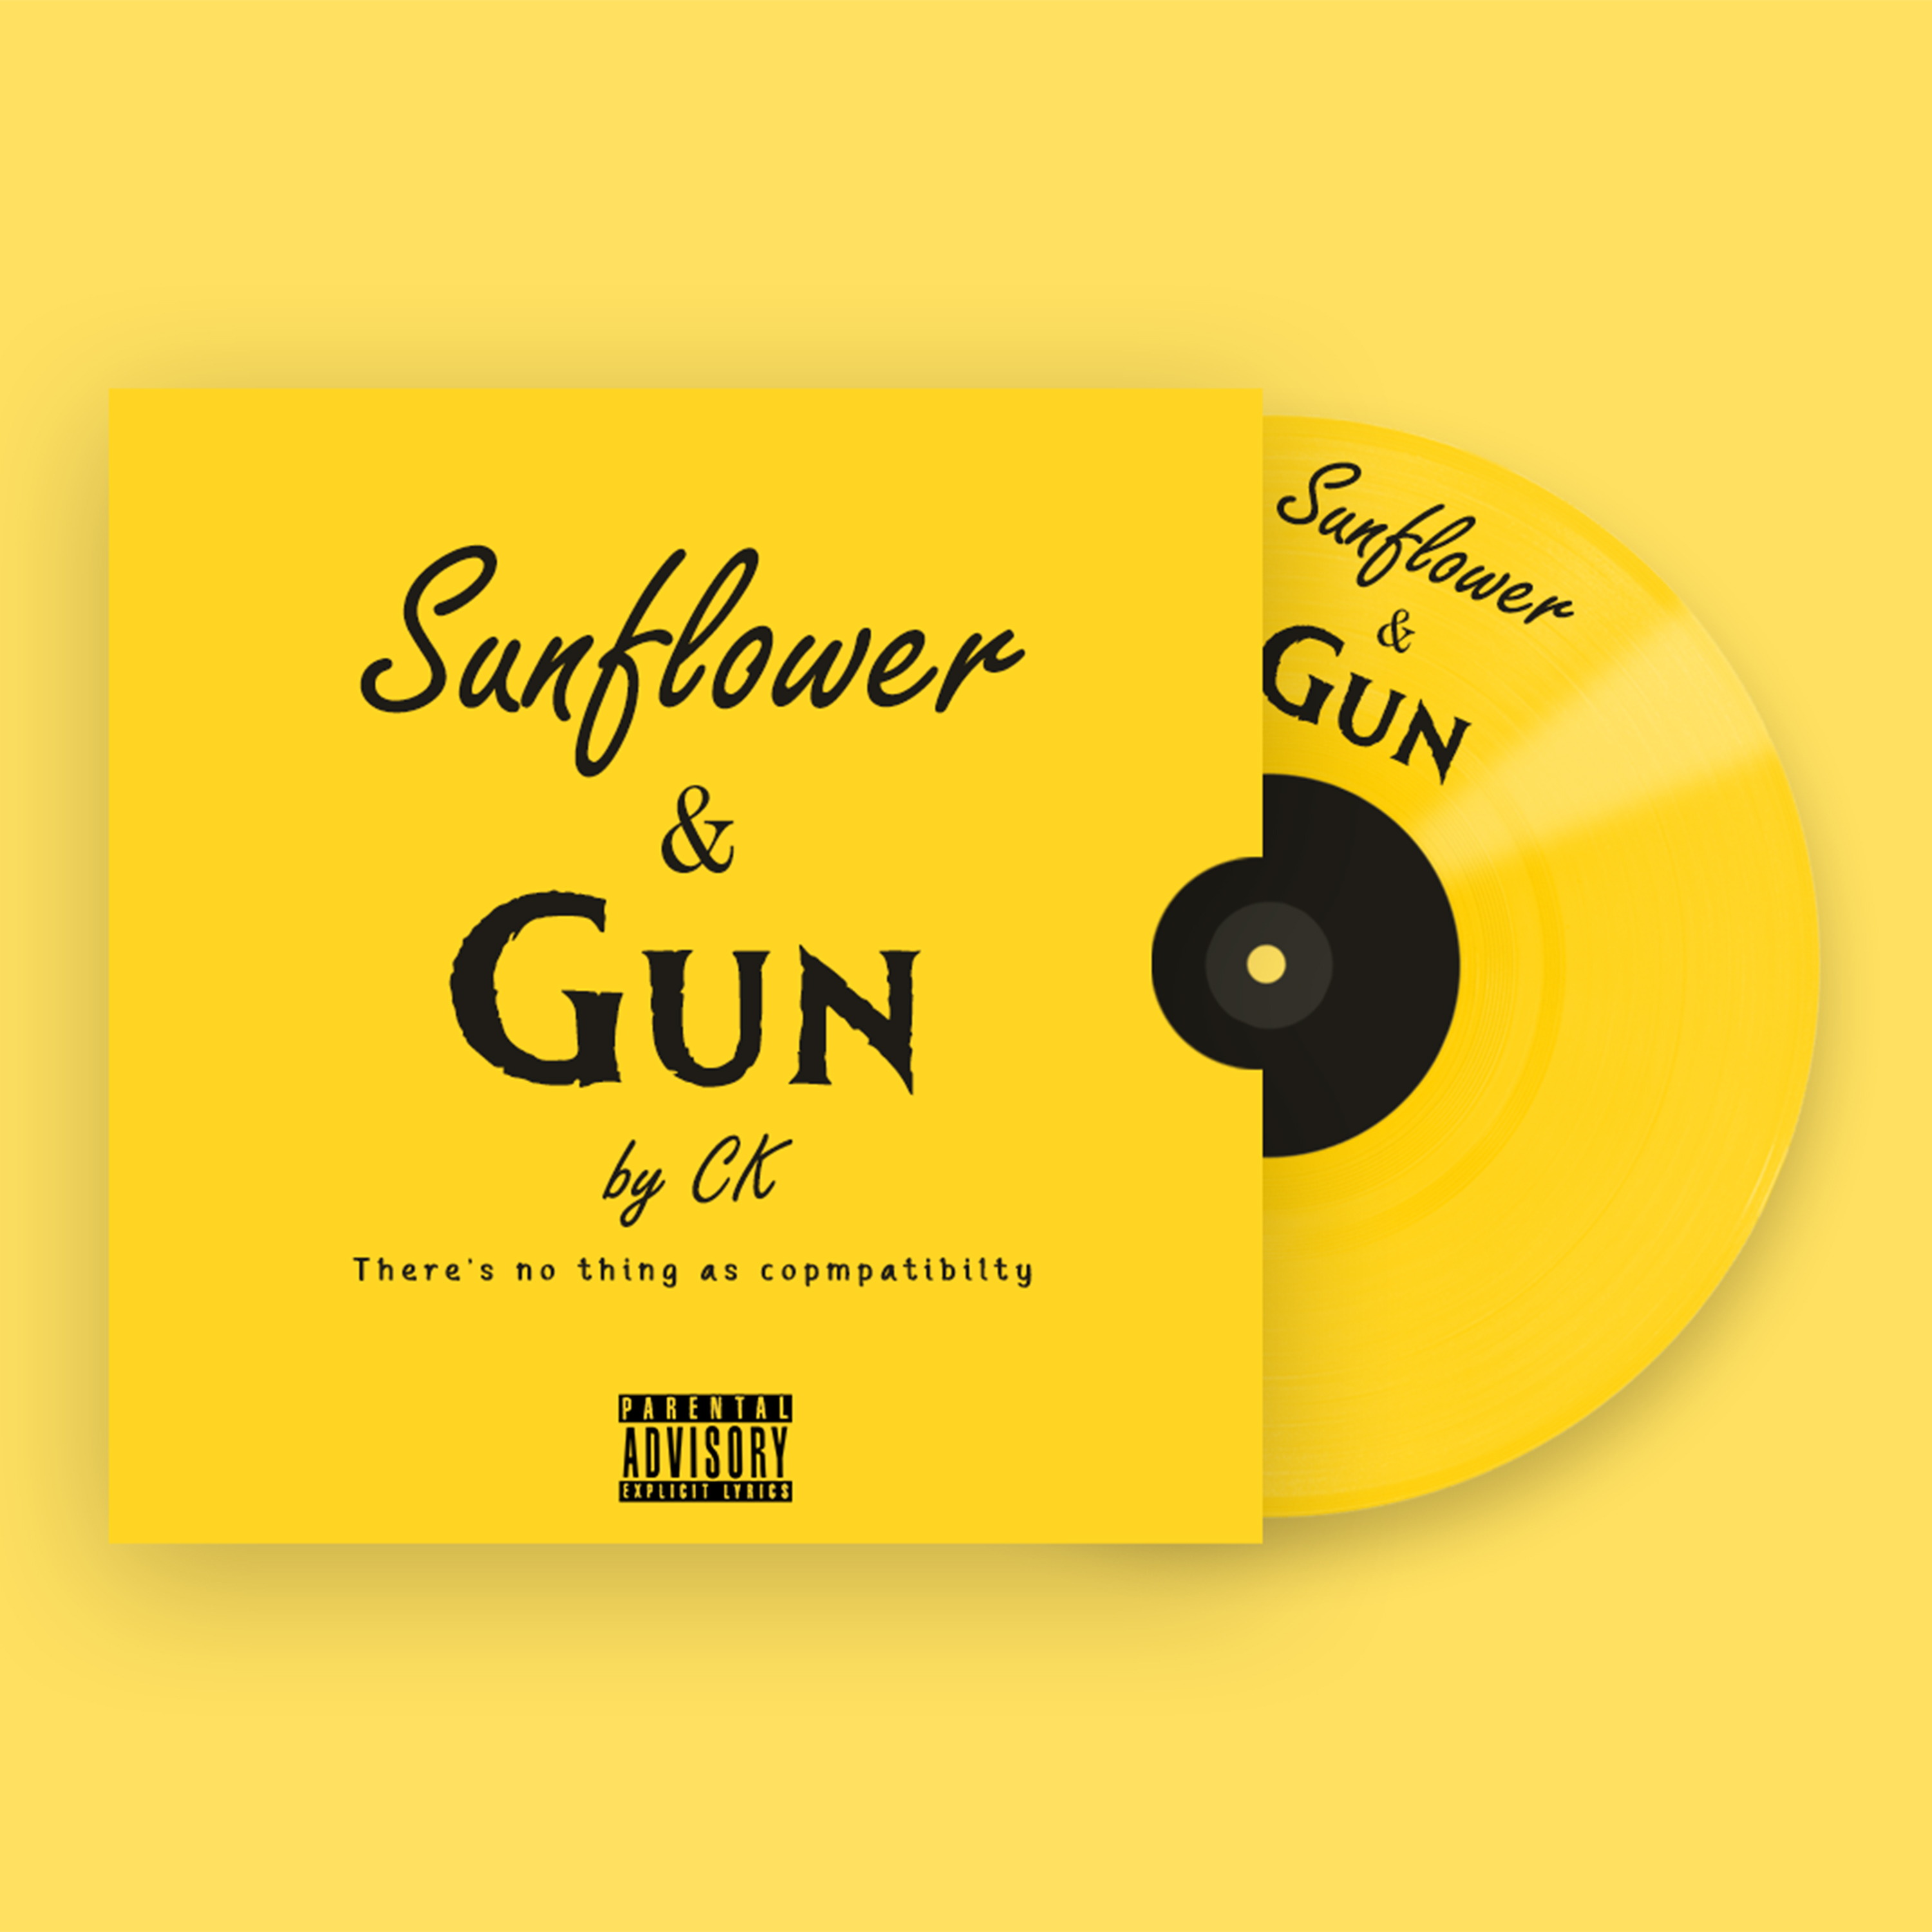 Sunflower
&
GUN
by CK
There's no thing as copmpatibilty
PARENTAL
ADVISORY
EXPLICIT LYRICS
Sunflower
&
GUN